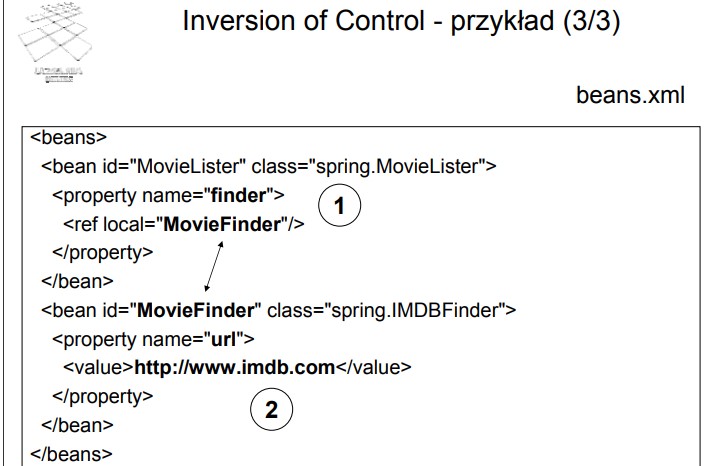 Inversion of Control - przykład (3/3)
beans.xml
<beans>
<bean id="MovieLister" class="spring.MovieLister">
<property name="finder">
<ref local="MovieFinder"/>
1
</property>
</bean>
<bean id="MovieFinder" class="spring.IMDBFinder">
<property name="url">
<value>http://www.imdb.com</value>
</property>
2
</bean>
</beans>